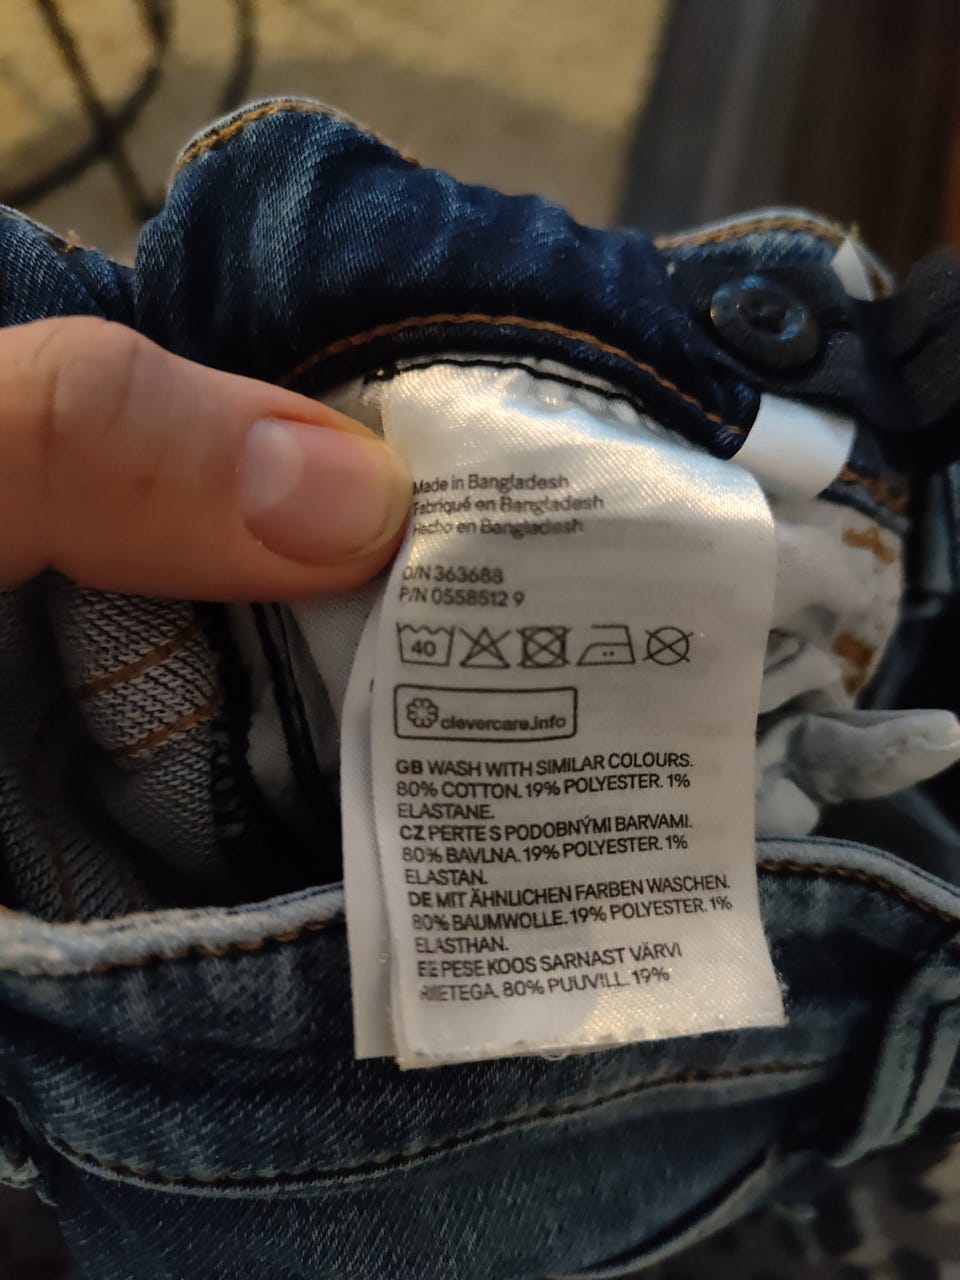 Made in Bangladesh
Fabriqué en Bangladesh
Hecho en Bangladesh
O/N 363688
P/N 0558512 9
40
clevercare.info
GB WASH WITH SIMILAR COLOURS.
80% COTTON. 19% POLYESTER. 1%
ELASTANE.
CZ PERTE S PODOBNÝMI BARVAMI.
80% BAVLNA. 19% POLYESTER. 1%
ELASTAN.
DE MIT ÄHNLICHEN FARBEN WASCHEN.
80% BAUMWOLLE. 19% POLYESTER. 1%
ELASTHAN.
EE PESE KOOS SARNAST VÄRVI
RIIETEGA. 80% PUUVILL. 19%